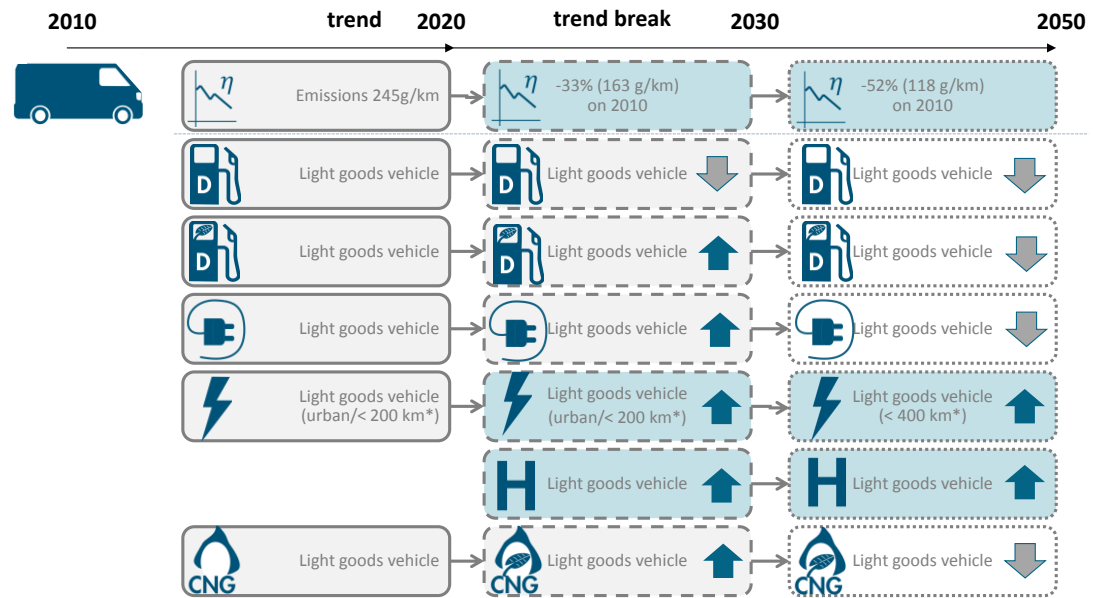 2010 trend 2020 trend break 2030 2050
η Emissions 245g/km η -33% (163 g/km) η -52% (118 g/km)
on 2010 on 2010
D Light goods vehicle D Light goods vehicle D Light goods vehicle
D Light goods vehicle D Light goods vehicle D Light goods vehicle
Light goods vehicle Light goods vehicle Light goods vehicle
Light goods vehicle Light goods vehicle Light goods vehicle
(urban/< 200 km*) (urban/< 200 km*) (< 400 km*)
H Light goods vehicle H Light goods vehicle
Light goods vehicle Light goods vehicle Light goods vehicle
CNG CNG CNG